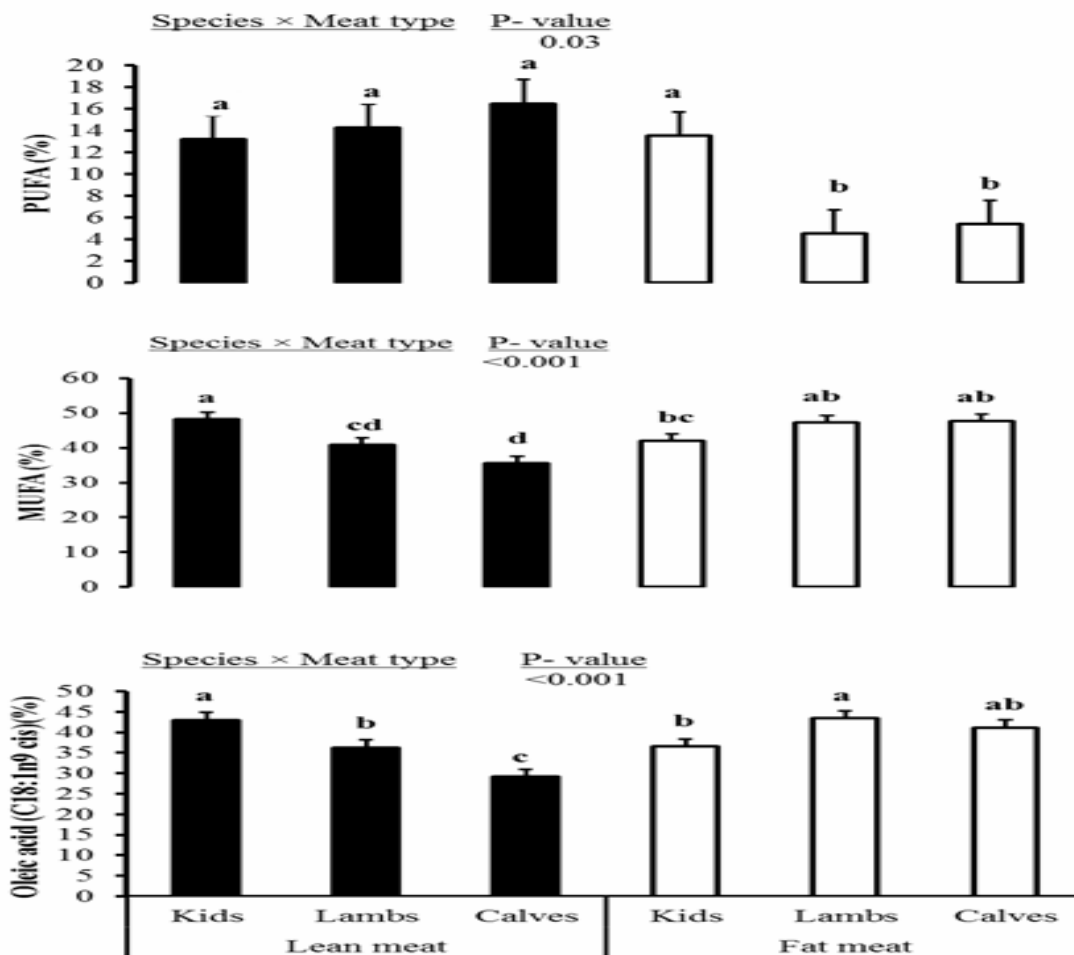 Species × Meat type P- value
0.03
PUFA (%)
20
18
16
14
12
10
8
6
4
2
0
a a a a b b
Species × Meat type P- value
<0.001
MUFA (%)
60
50
40
30
20
10
0
a cd d bc ab ab
Species × Meat type P- value
<0.001
Oleic acid (C18:1n9 cis)(%)
50
45
40
35
30
25
20
15
10
5
0
a b c b a ab
Kids Lambs Calves Kids Lambs Calves
Lean meat Fat meat